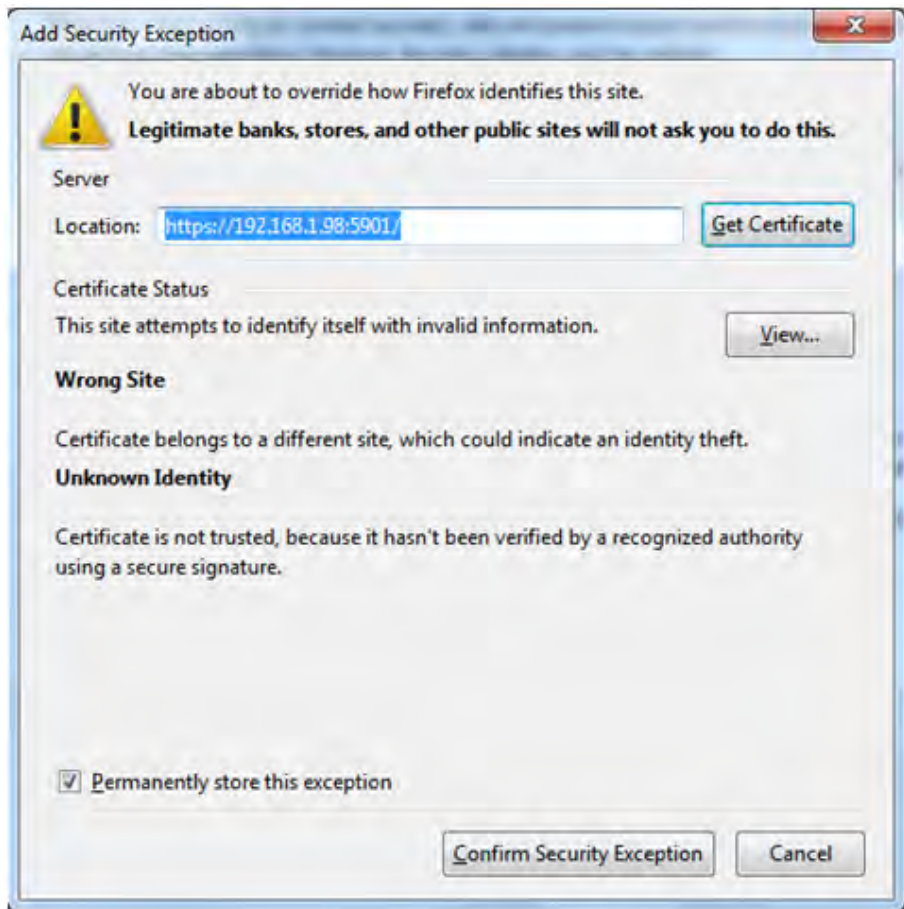 Add Security Exception
You are about to override how Firefox identifies this site.
Legitimate banks, stores, and other public sites will not ask you to do this.
Server
Location: https://192.168.1.98:5901/ Get Certificate
Certificate Status
This site attempts to identify itself with invalid information. View...
Wrong Site
Certificate belongs to a different site, which could indicate an identity theft.
Unknown Identity
Certificate is not trusted, because it hasn't been verified by a recognized authority
using a secure signature.
Permanently store this exception
Confirm Security Exception Cancel